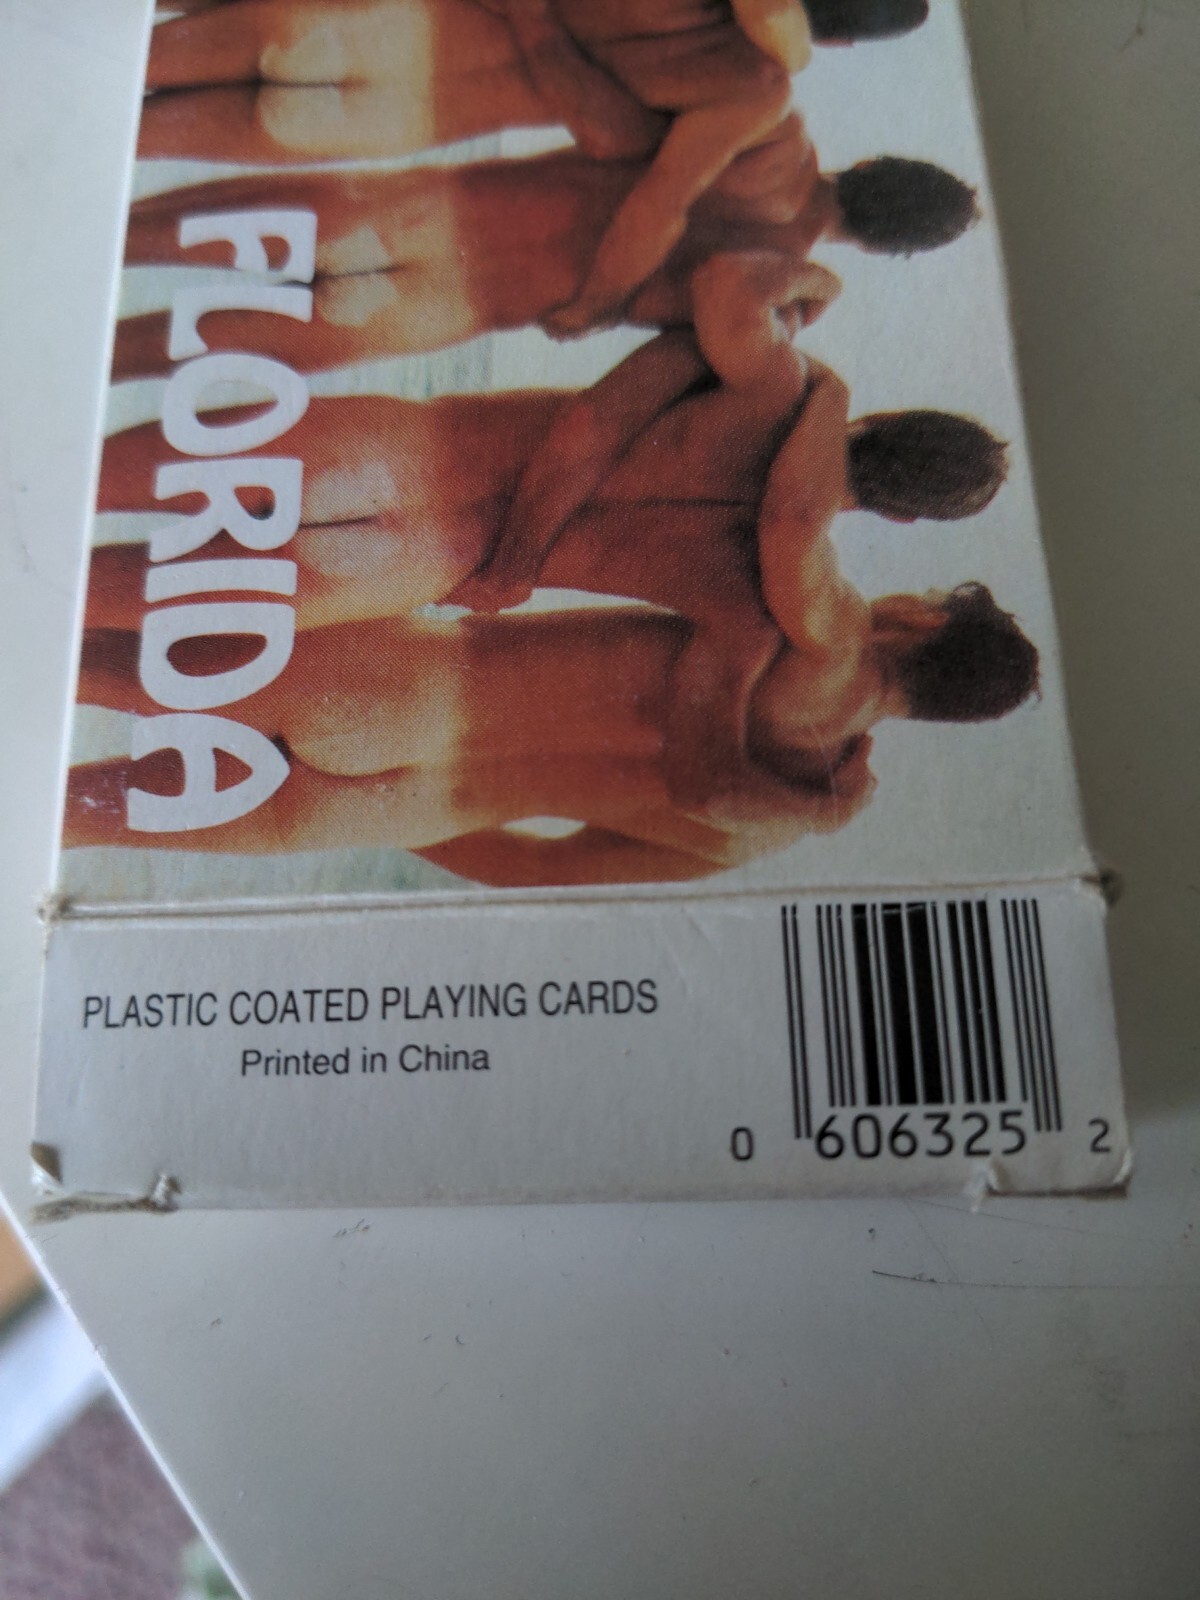 FLORIDA
PLASTIC COATED PLAYING CARDS
Printed in China
0 606325 2